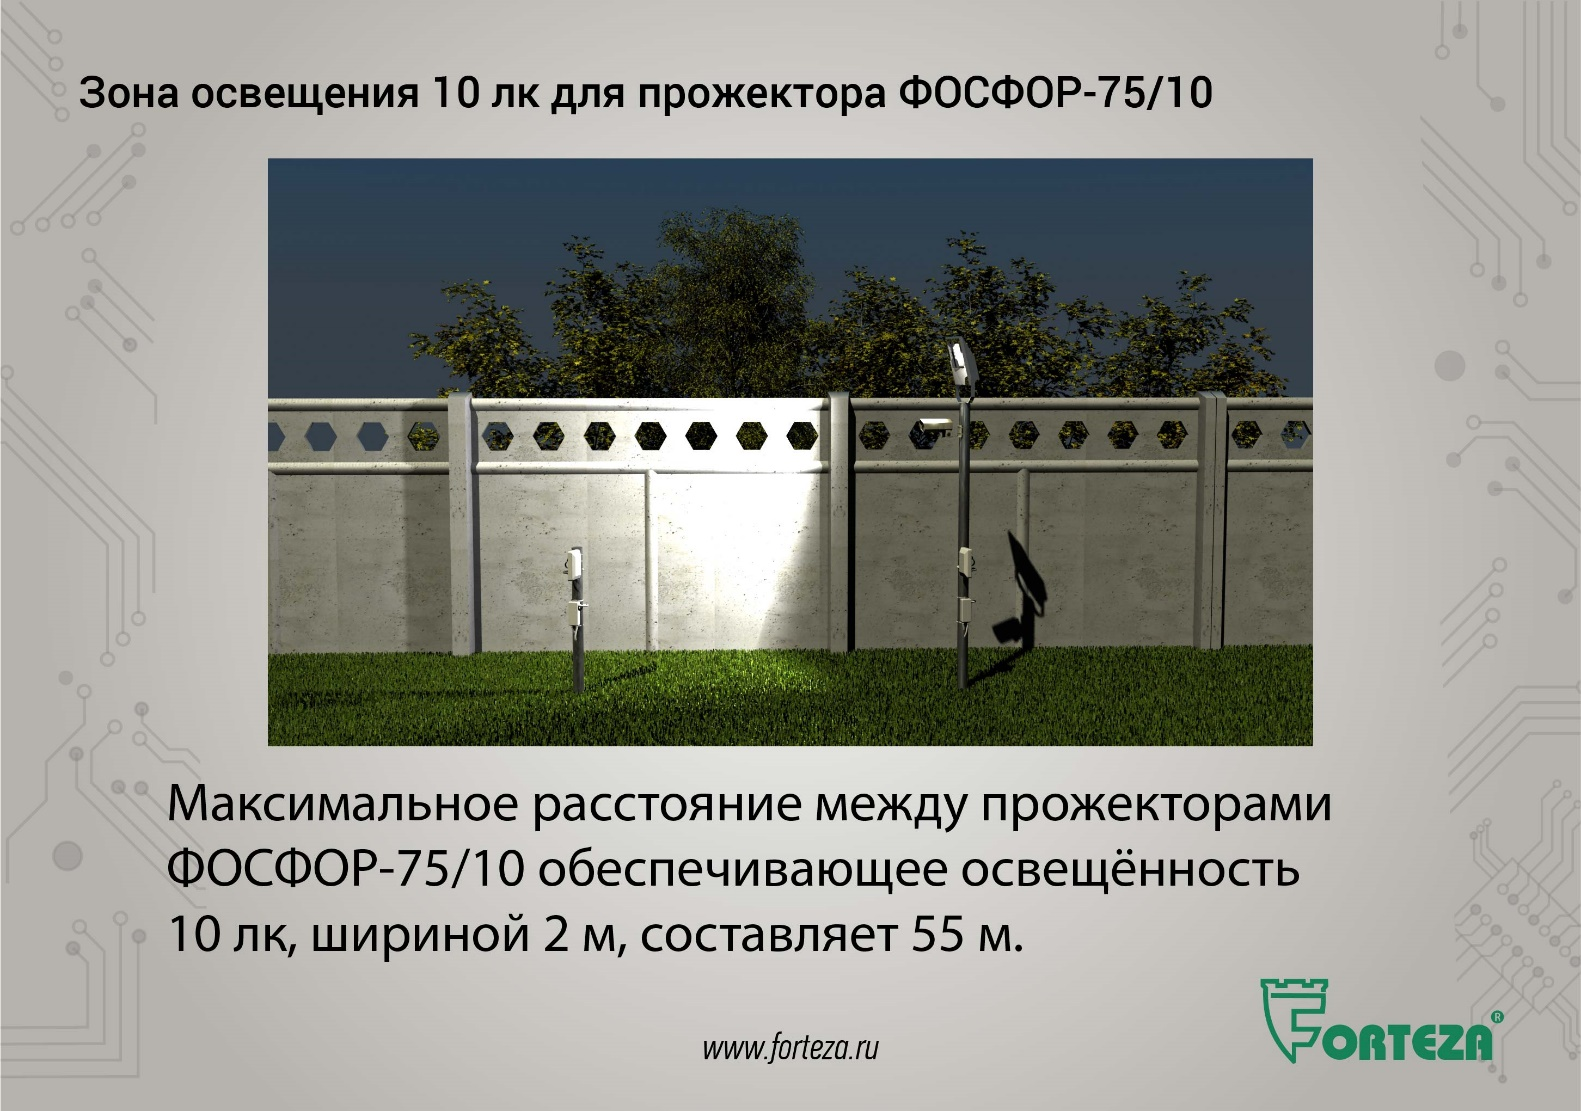 Зона освещения 10 лк для прожектора ФОСФОР-75/10
Максимальное расстояние между прожекторами
ФОСФОР-75/10 обеспечивающее освещённость
10 лк, шириной 2 м, составляет 55 м.
www.forteza.ru
FORTEZA®